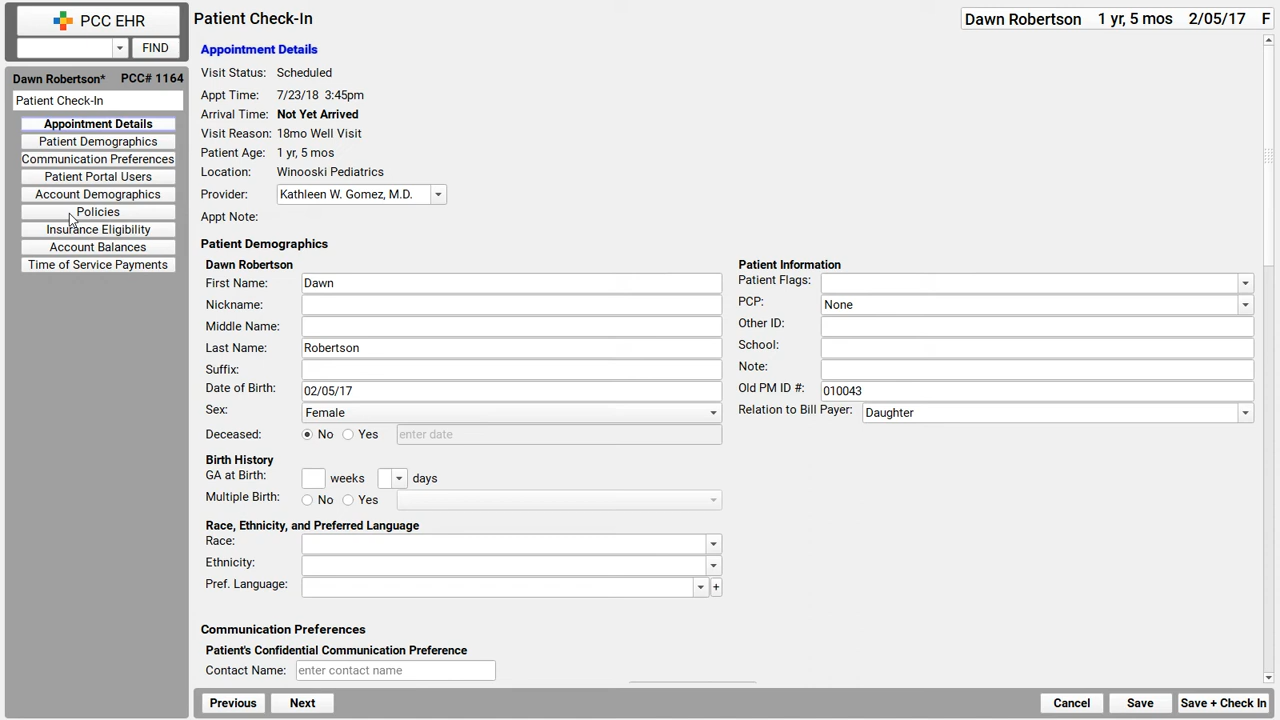 PCC EHR
FIND
Dawn Robertson* PCC# 1164
Patient Check-In
Appointment Details
Patient Demographics
Communication Preferences
Patient Portal Users
Account Demographics
Policies
Insurance Eligibility
Account Balances
Time of Service Payments
Patient Check-In
Dawn Robertson 1 yr, 5 mos 2/05/17 F
Appointment Details
Visit Status: Scheduled
Appt Time: 7/23/18 3:45pm
Arrival Time: Not Yet Arrived
Visit Reason: 18mo Well Visit
Patient Age: 1 yr, 5 mos
Location: Winooski Pediatrics
Provider: Kathleen W. Gomez, M.D.
Appt Note:
Patient Demographics
Dawn Robertson
First Name: Dawn
Nickname:
Middle Name:
Last Name: Robertson
Suffix:
Date of Birth: 02/05/17
Sex: Female
Deceased: No Yes enter date
Birth History
GA at Birth: weeks days
Multiple Birth: No Yes
Race, Ethnicity, and Preferred Language
Race:
Ethnicity:
Pref. Language: +
Patient Information
Patient Flags:
PCP: None
Other ID:
School:
Note:
Old PM ID #: 010043
Relation to Bill Payer: Daughter
Communication Preferences
Patient's Confidential Communication Preference
Contact Name: enter contact name
Previous Next Cancel Save Save + Check In